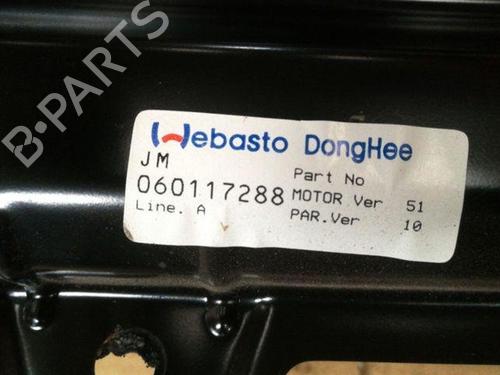 B-PARTS
Webasto DongHee
JM
Part No
060117288
MOTOR Ver 51
Line. A
PAR.Ver 10